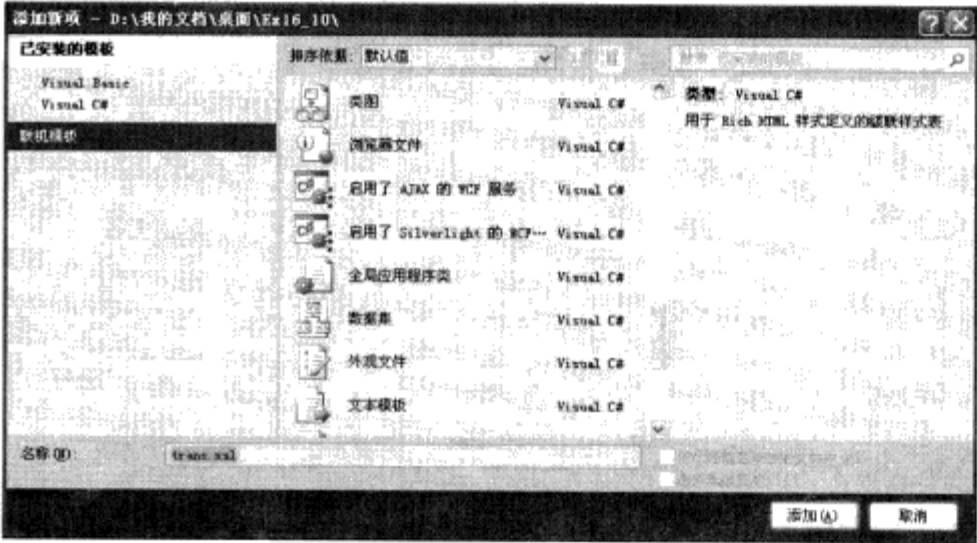 添加新项 - D:\我的文档\桌面\Ex16_10\
已安装的模板
Visual Basic
Visual C#
联机模板
排序依据: 默认值
类图 Visual C#
浏览器文件 Visual C#
启用了 AJAX 的 WCF 服务 Visual C#
启用了 Silverlight 的 WCF… Visual C#
全局应用程序类 Visual C#
数据集 Visual C#
外观文件 Visual C#
文本模板 Visual C#
类型: Visual C#
用于 Rich HTML 样式定义的级联样式表
名称(N):
添加(A)
取消